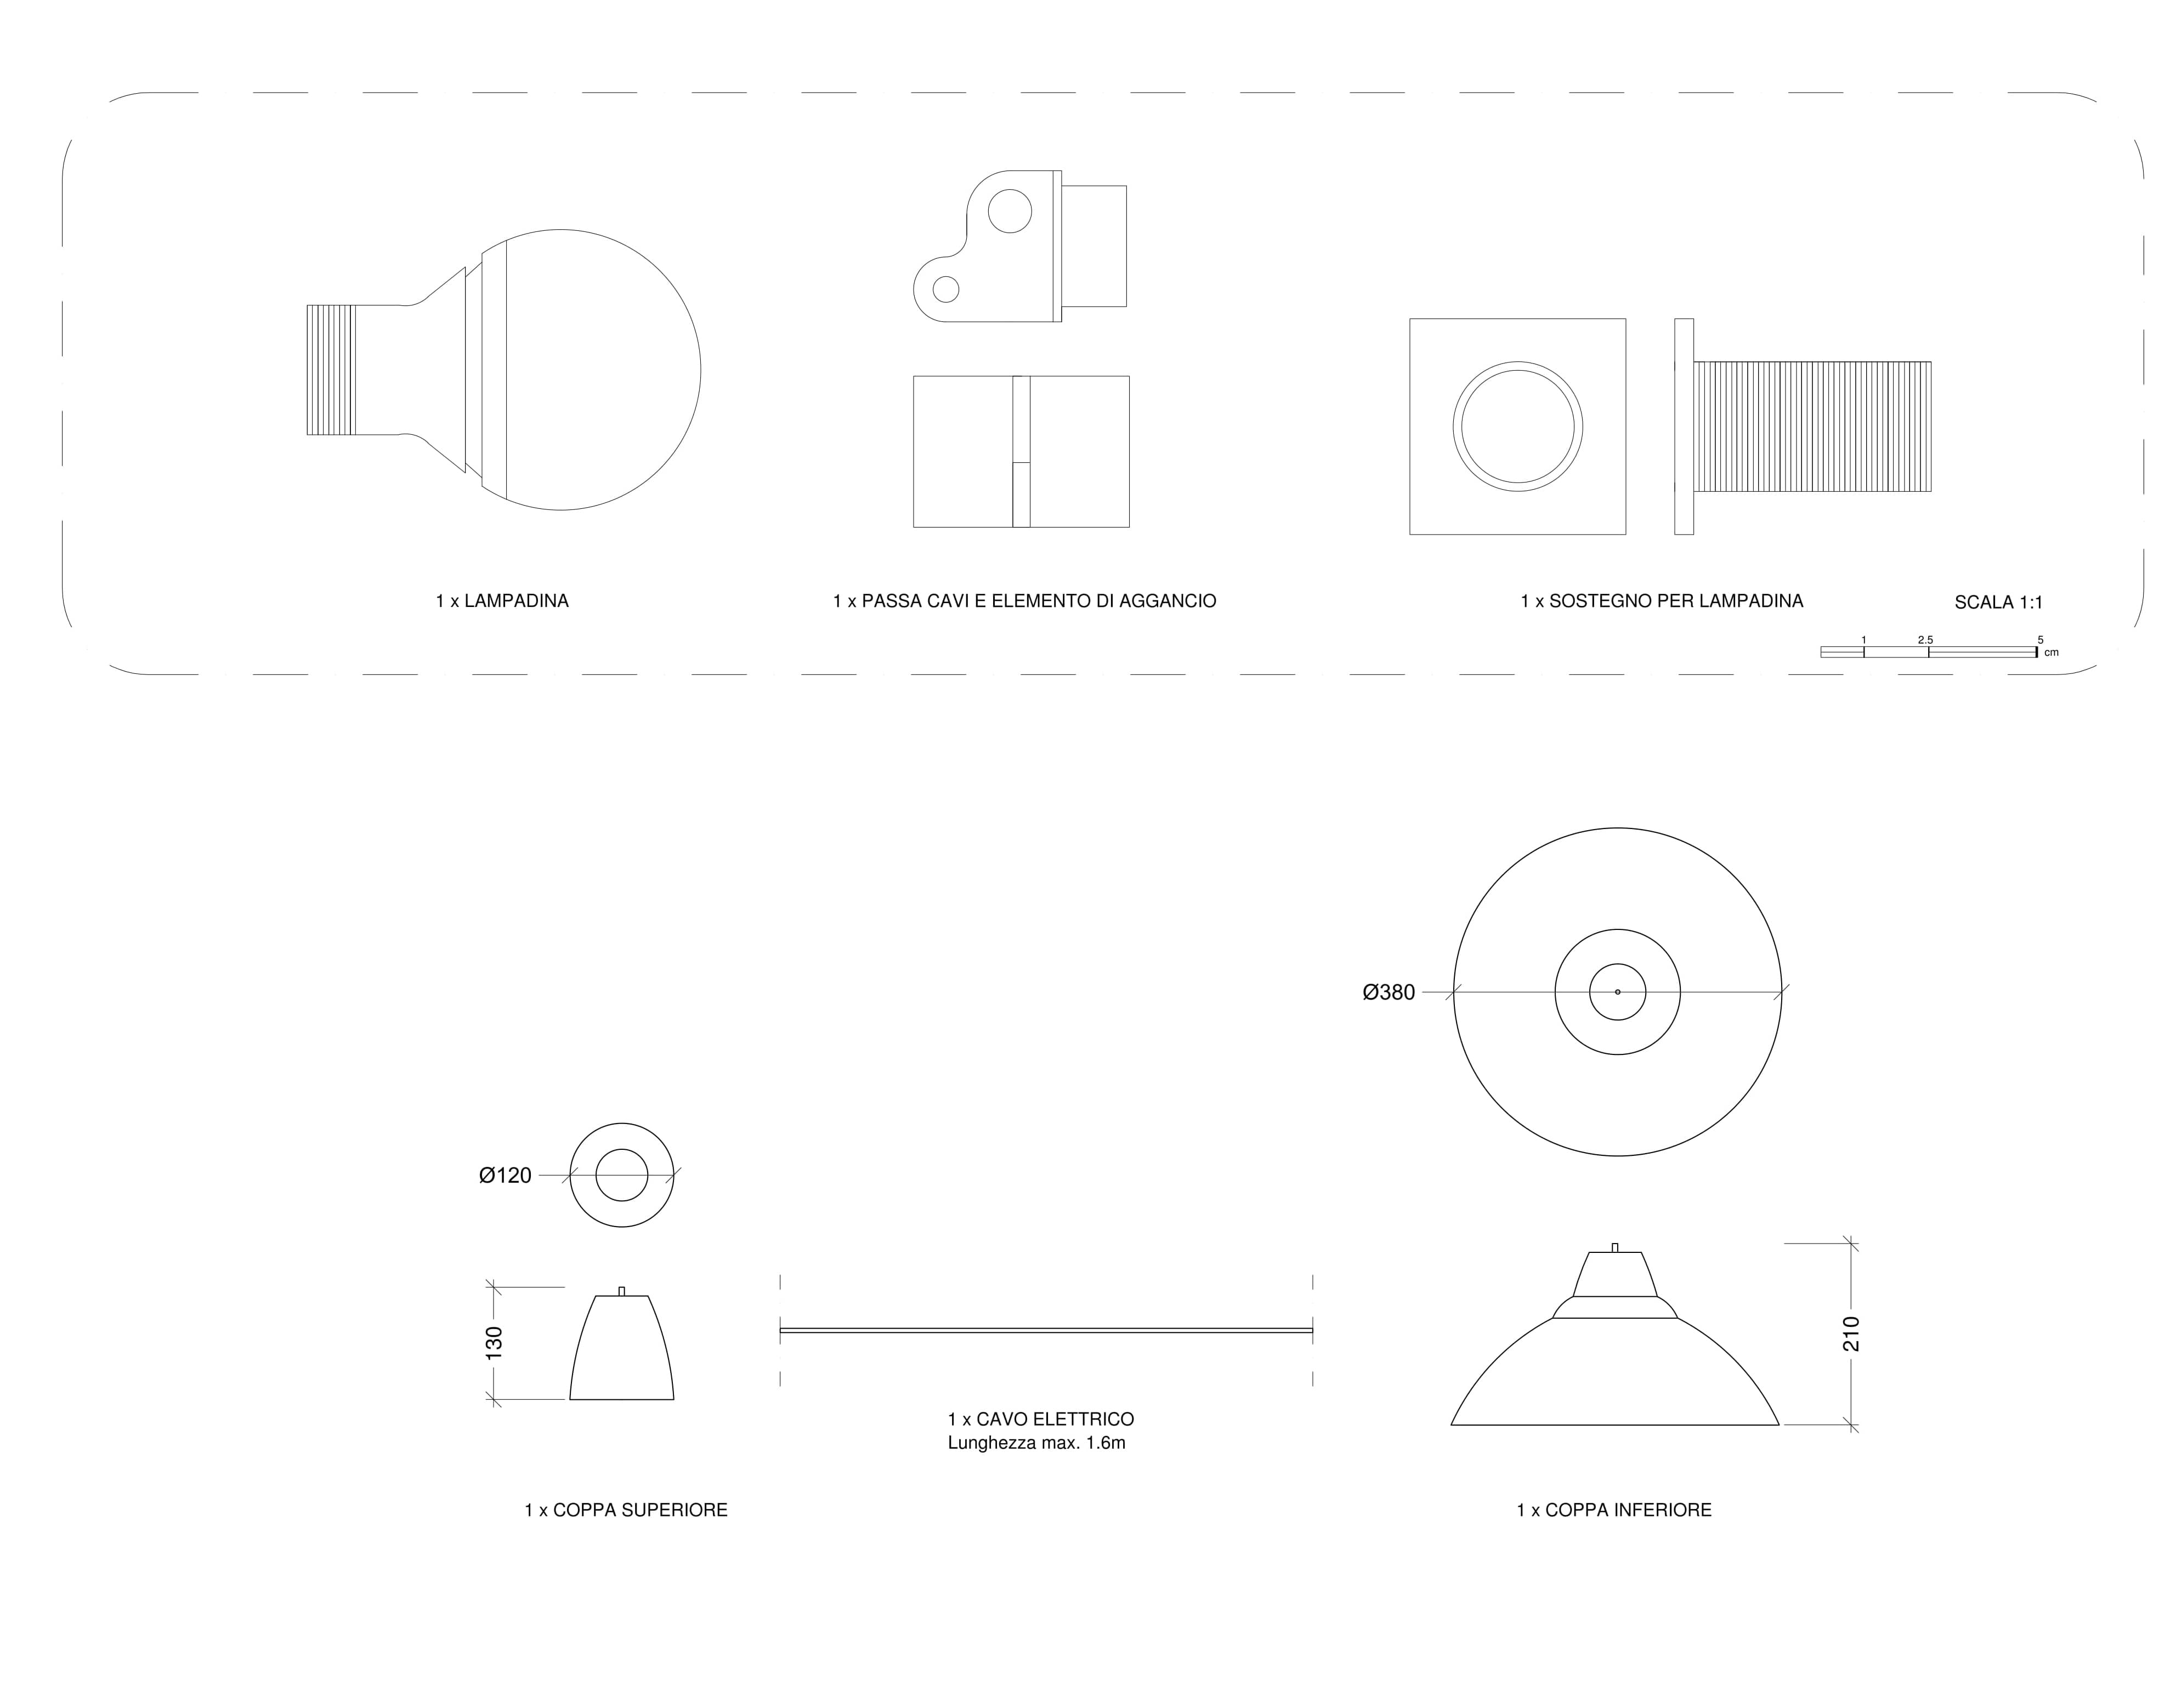 1 x LAMPADINA
1 x PASSA CAVI E ELEMENTO DI AGGANCIO
1 x SOSTEGNO PER LAMPADINA
SCALA 1:1
1 2.5 5
cm
Ø380
Ø120
130
210
1 x CAVO ELETTRICO
Lunghezza max. 1.6m
1 x COPPA SUPERIORE
1 x COPPA INFERIORE